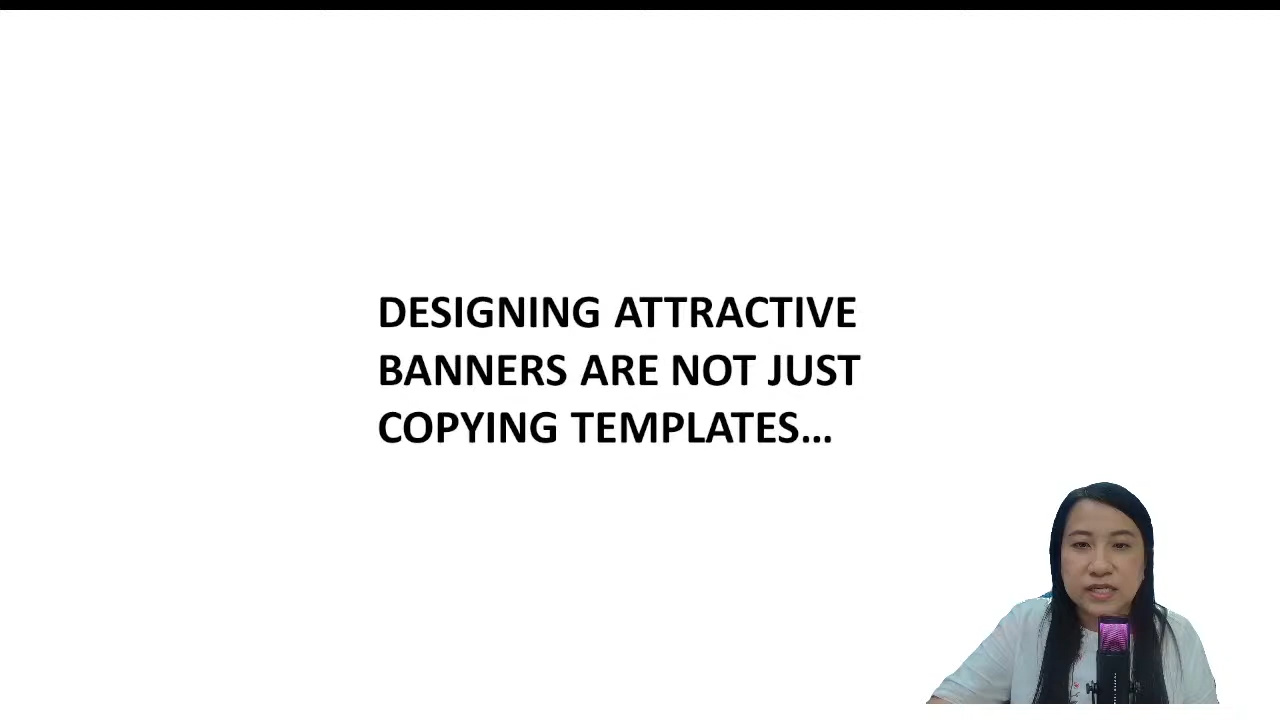 DESIGNING ATTRACTIVE
BANNERS ARE NOT JUST
COPYING TEMPLATES…